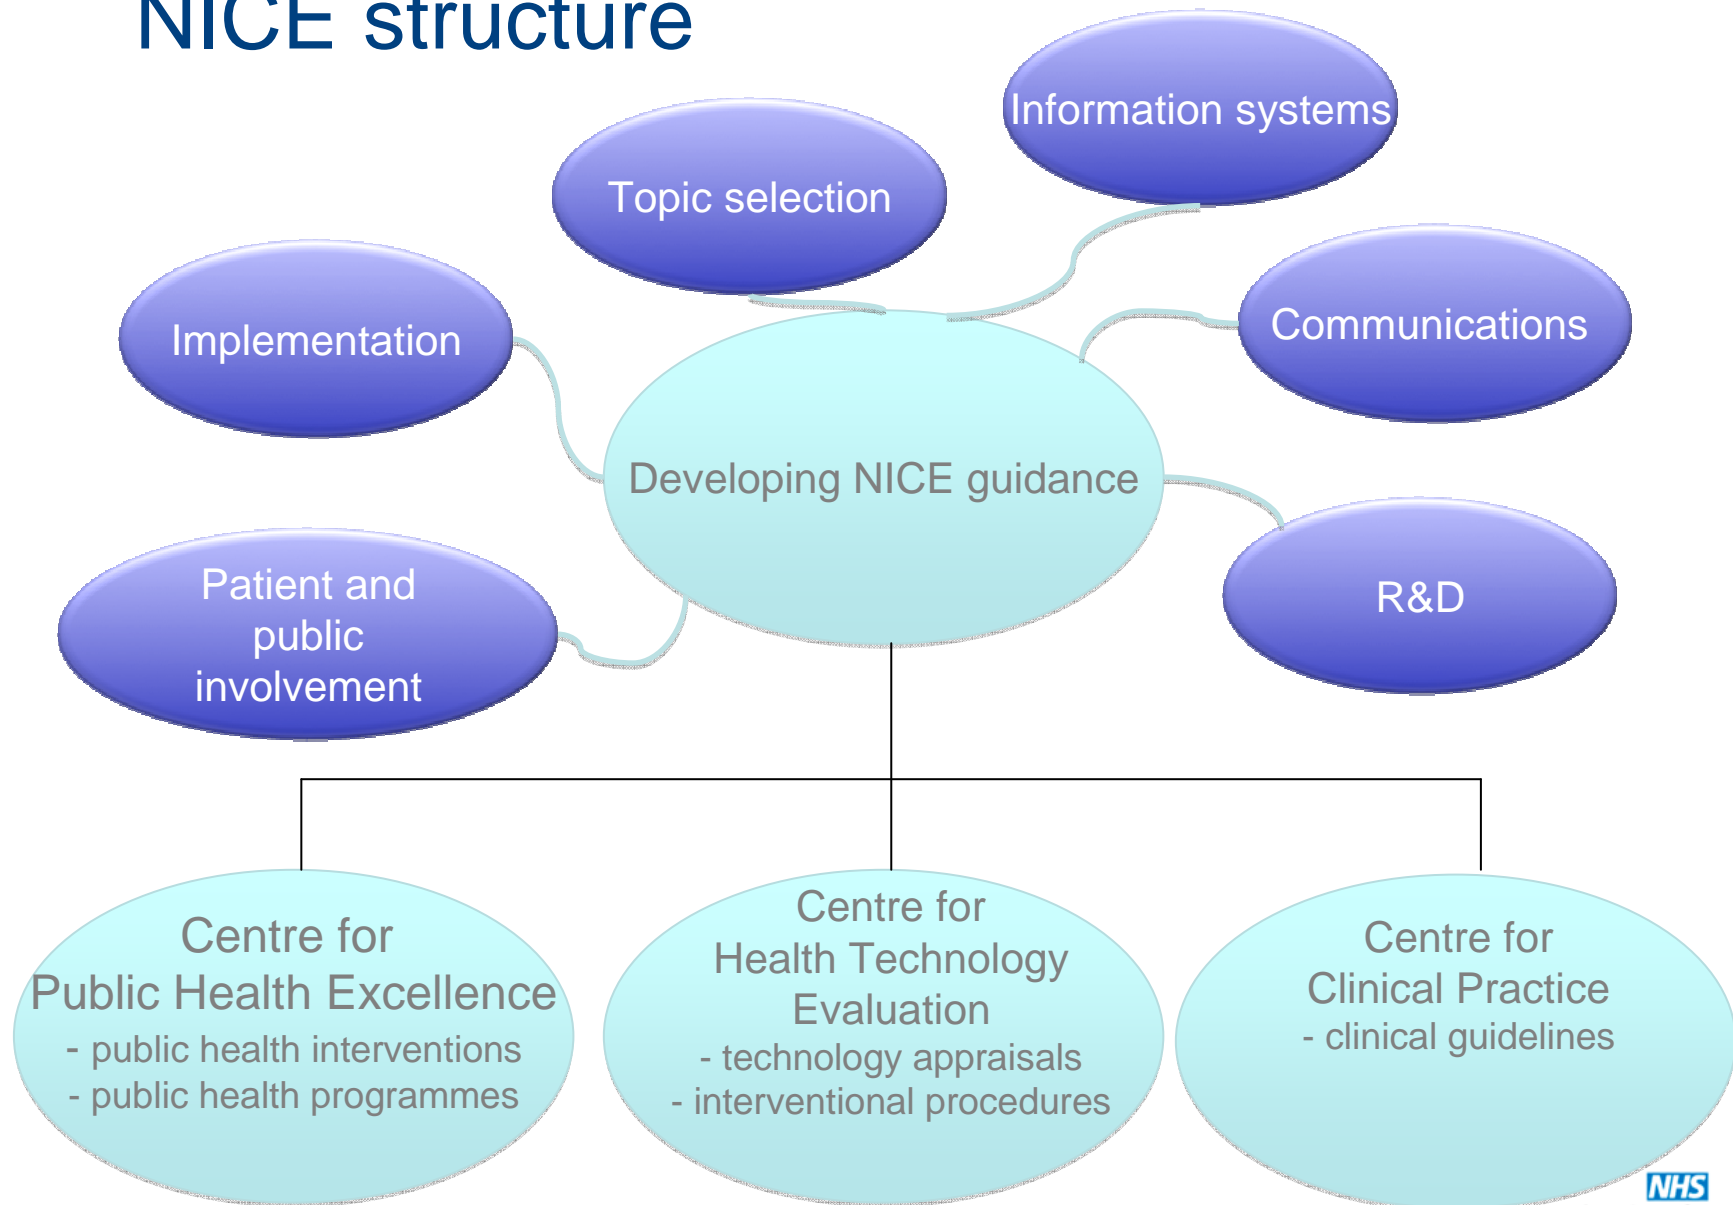 NICE structure
Information systems
Topic selection
Implementation
Communications
Developing NICE guidance
Patient and
public
involvement
R&D
Centre for
Public Health Excellence
- public health interventions
- public health programmes
Centre for
Health Technology
Evaluation
- technology appraisals
- interventional procedures
Centre for
Clinical Practice
- clinical guidelines
NHS